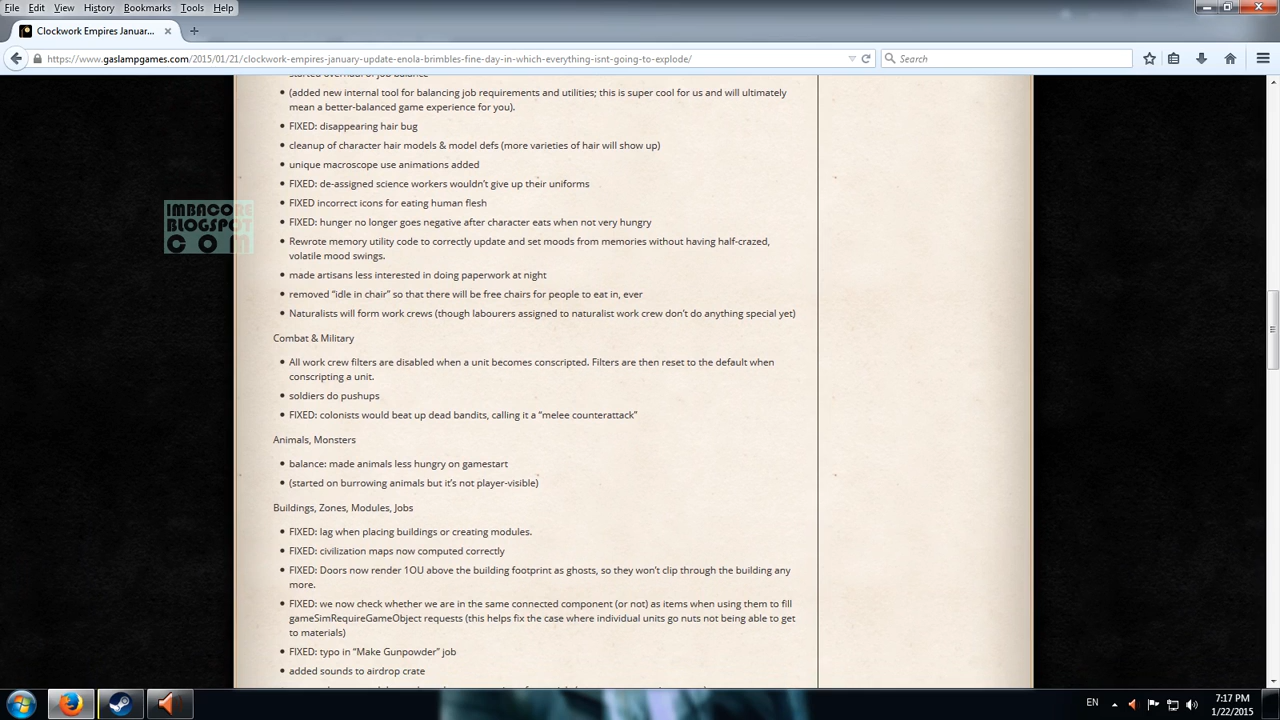 File Edit View History Bookmarks Tools Help
Clockwork Empires Januar...
https://www.gaslampgames.com/2015/01/21/clockwork-empires-january-update-enola-brimbles-fine-day-in-which-everything-isnt-going-to-explode/
Search
started overhaul of job balance
(added new internal tool for balancing job requirements and utilities; this is super cool for us and will ultimately
mean a better-balanced game experience for you).
FIXED: disappearing hair bug
cleanup of character hair models & model defs (more varieties of hair will show up)
unique macroscope use animations added
FIXED: de-assigned science workers wouldn't give up their uniforms
FIXED incorrect icons for eating human flesh
FIXED: hunger no longer goes negative after character eats when not very hungry
Rewrote memory utility code to correctly update and set moods from memories without having half-crazed,
volatile mood swings.
made artisans less interested in doing paperwork at night
removed “idle in chair” so that there will be free chairs for people to eat in, ever
Naturalists will form work crews (though labourers assigned to naturalist work crew don't do anything special yet)
Combat & Military
All work crew filters are disabled when a unit becomes conscripted. Filters are then reset to the default when
conscripting a unit.
soldiers do pushups
FIXED: colonists would beat up dead bandits, calling it a “melee counterattack”
Animals, Monsters
balance: made animals less hungry on gamestart
(started on burrowing animals but it's not player-visible)
Buildings, Zones, Modules, Jobs
FIXED: lag when placing buildings or creating modules.
FIXED: civilization maps now computed correctly
FIXED: Doors now render 1OU above the building footprint as ghosts, so they won't clip through the building any
more.
FIXED: we now check whether we are in the same connected component (or not) as items when using them to fill
gameSimRequireGameObject requests (this helps fix the case where individual units go nuts not being able to get
to materials)
FIXED: typo in “Make Gunpowder” job
added sounds to airdrop crate
IMBACORE
BLOGSPOT
COM
EN
7:17 PM
1/22/2015